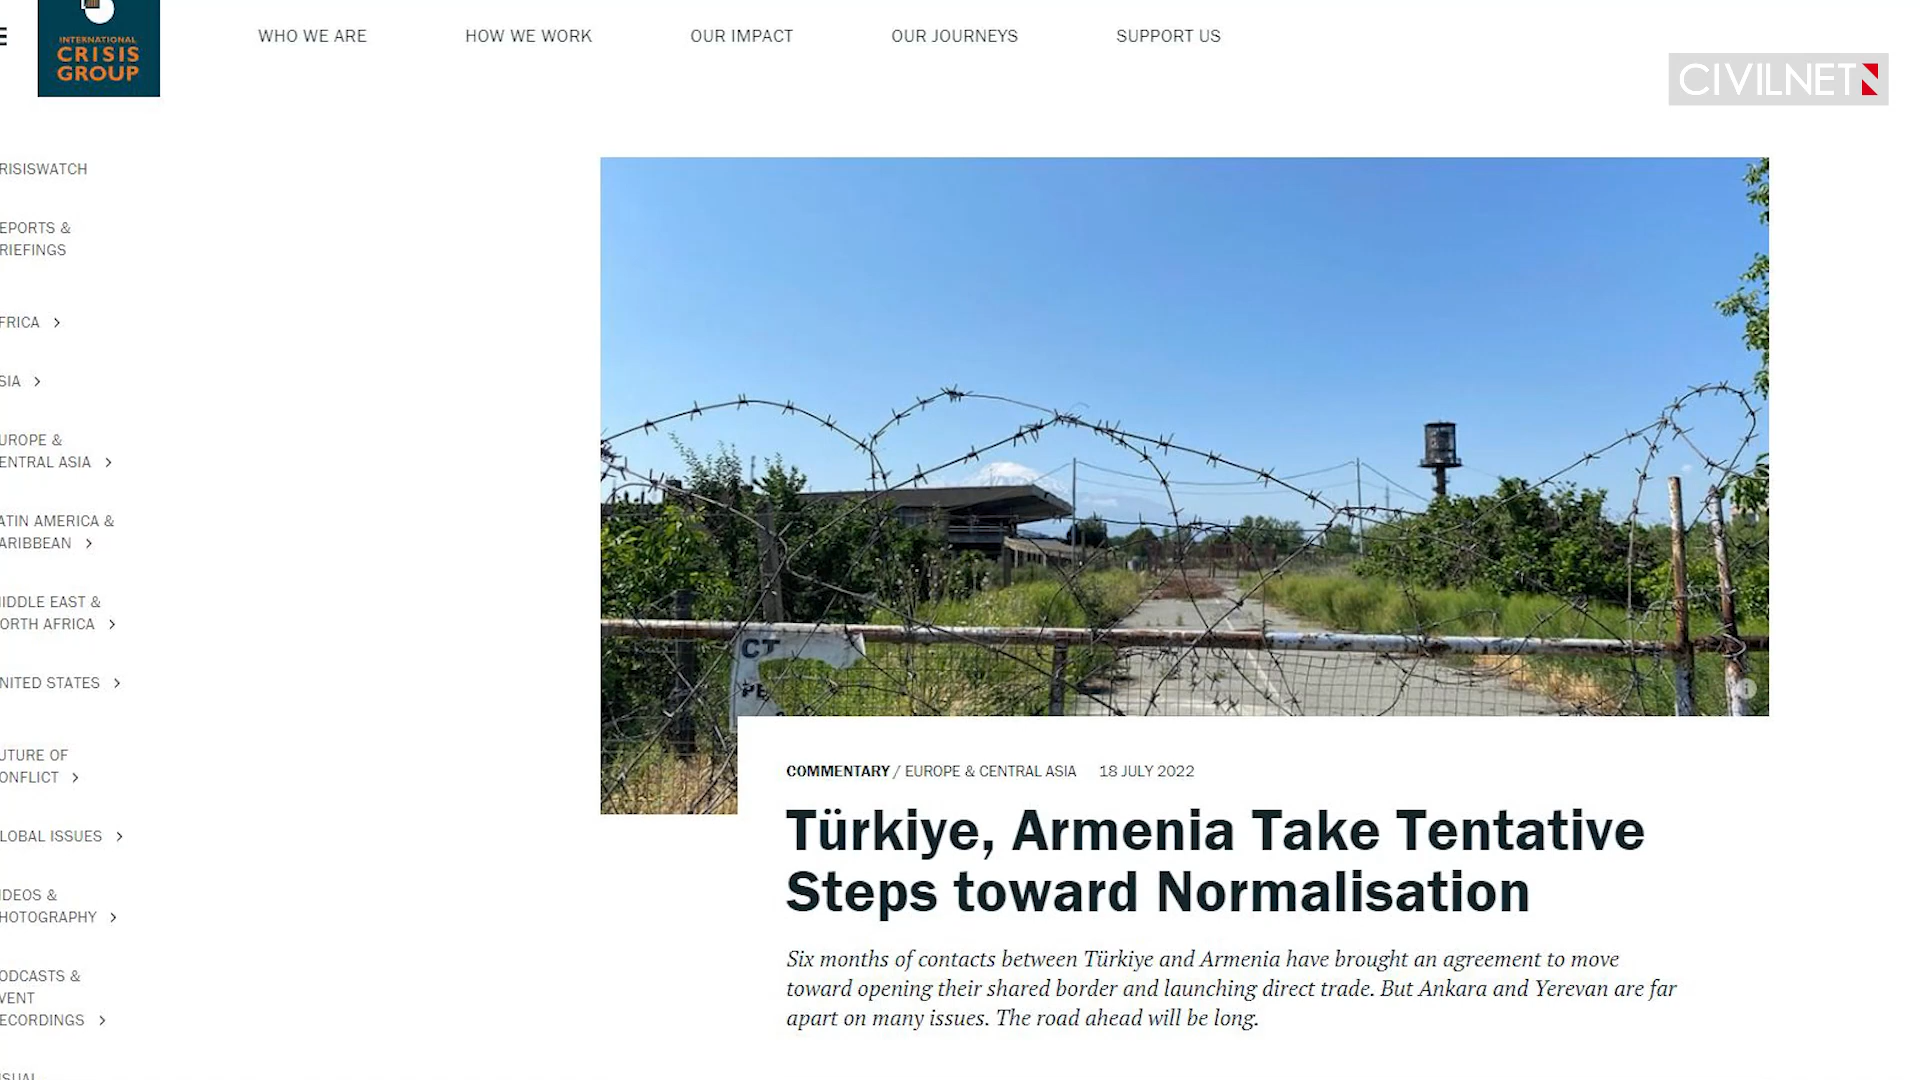 INTERNATIONAL
CRISIS
GROUP
WHO WE ARE
HOW WE WORK
OUR IMPACT
OUR JOURNEYS
SUPPORT US
CIVILNET
RISISWATCH
EPORTS &
RIEFINGS
FRICA
SIA
UROPE &
ENTRAL ASIA
ATIN AMERICA &
ARIBBEAN
IDDLE EAST &
ORTH AFRICA
NITED STATES
UTURE OF
ONFLICT
LOBAL ISSUES
IDEOS &
HOTOGRAPHY
ODCASTS &
VENT
ECORDINGS
CT
COMMENTARY / EUROPE & CENTRAL ASIA 18 JULY 2022
Türkiye, Armenia Take Tentative
Steps toward Normalisation
Six months of contacts between Türkiye and Armenia have brought an agreement to move
toward opening their shared border and launching direct trade. But Ankara and Yerevan are far
apart on many issues. The road ahead will be long.